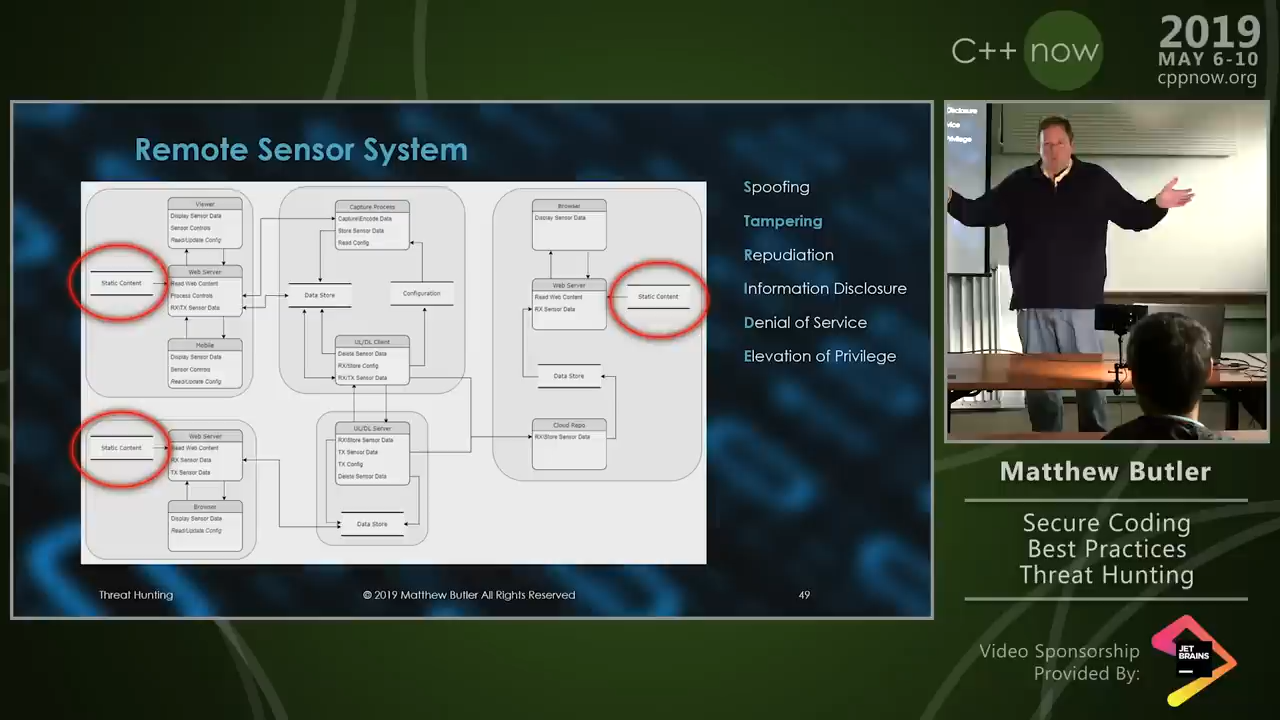 C++ now
2019
MAY 6-10
cppnow.org
Remote Sensor System
Viewer
Display Sensor Data
Sensor Controls
Read/Update Config
Static Content
Web Server
Read Web Content
Process Controls
RX/TX Sensor Data
Mobile
Display Sensor Data
Sensor Controls
Read/Update Config
Static Content
Web Server
Read Web Content
RX Sensor Data
TX Sensor Data
Browser
Display Sensor Data
Read/Update Config
Capture Process
Capture\Encode Data
Store Sensor Data
Read Config
Data Store
Configuration
UL/DL Client
Delete Sensor Data
RX/Store Config
RX/TX Sensor Data
UL/DL Server
RX\Store Sensor Data
TX Sensor Data
TX Config
Delete Sensor Data
Data Store
Browser
Display Sensor Data
Web Server
Read Web Content
RX Sensor Data
Static Content
Data Store
Cloud Repo
RX\Store Sensor Data
Spoofing
Tampering
Repudiation
Information Disclosure
Denial of Service
Elevation of Privilege
Threat Hunting
© 2019 Matthew Butler All Rights Reserved
49
Disclosure
vice
Privilege
Matthew Butler
Secure Coding
Best Practices
Threat Hunting
Video Sponsorship
Provided By:
JET
BRAINS